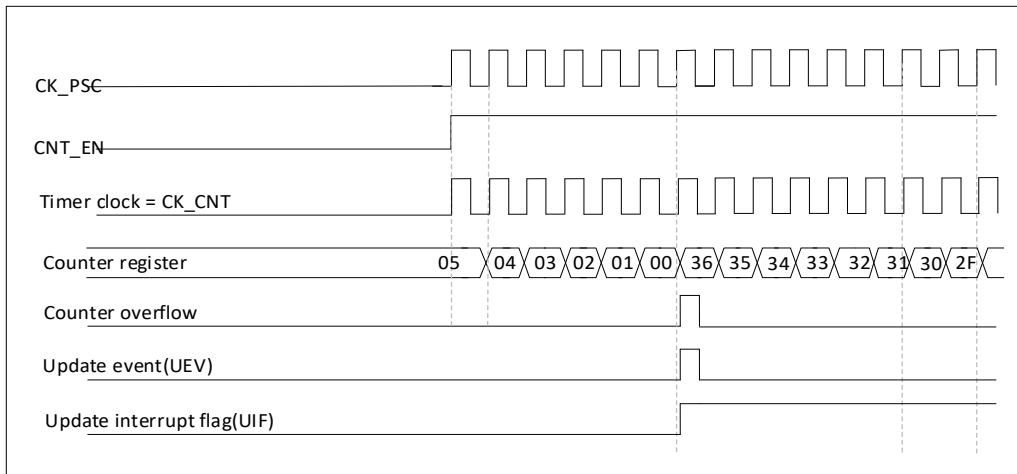 CK_PSC
CNT_EN
Timer clock = CK_CNT
Counter register 05 04 03 02 01 00 36 35 34 33 32 31 30 2F
Counter overflow
Update event(UEV)
Update interrupt flag(UIF)